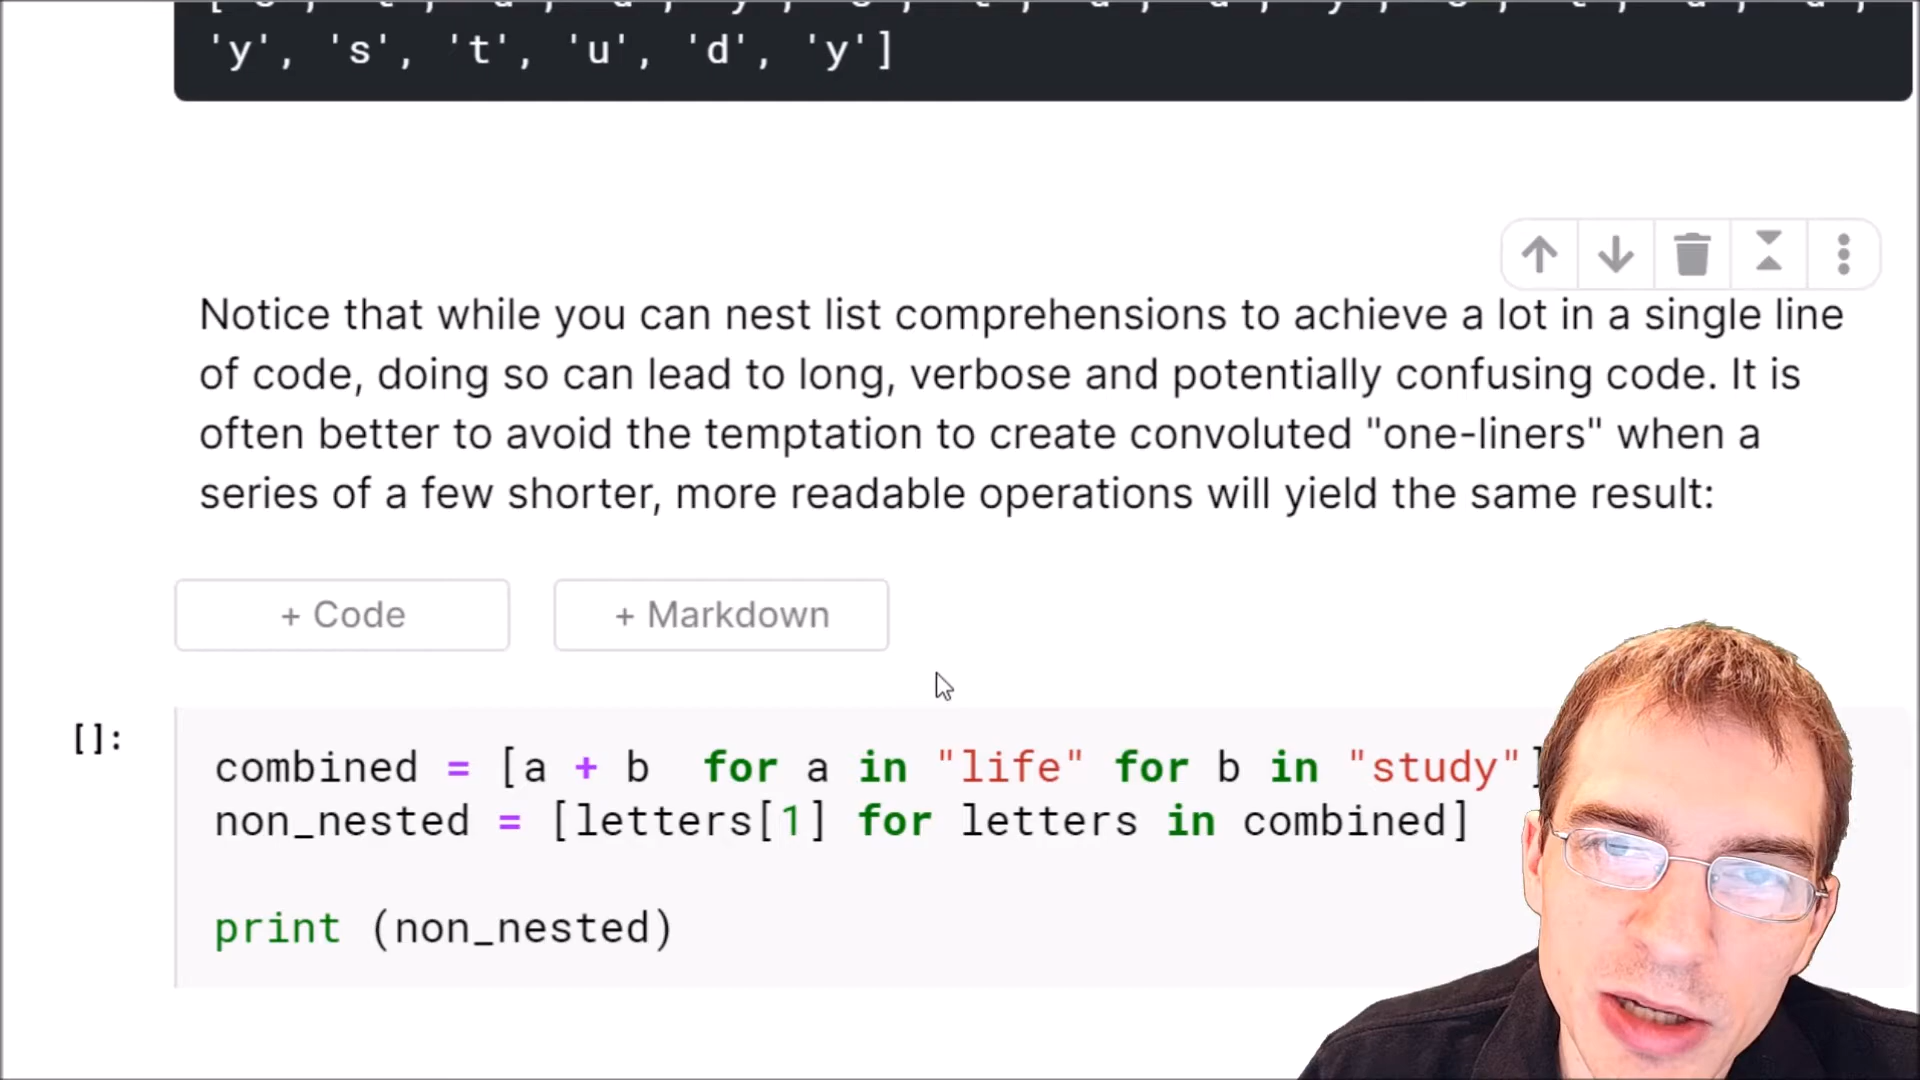 'y', 's', 't', 'u', 'd', 'y']
Notice that while you can nest list comprehensions to achieve a lot in a single line
of code, doing so can lead to long, verbose and potentially confusing code. It is
often better to avoid the temptation to create convoluted "one-liners" when a
series of a few shorter, more readable operations will yield the same result:
+ Code
+ Markdown
[]:
combined = [a + b  for a in "life" for b in "study"]
non_nested = [letters[1] for letters in combined]
print (non_nested)